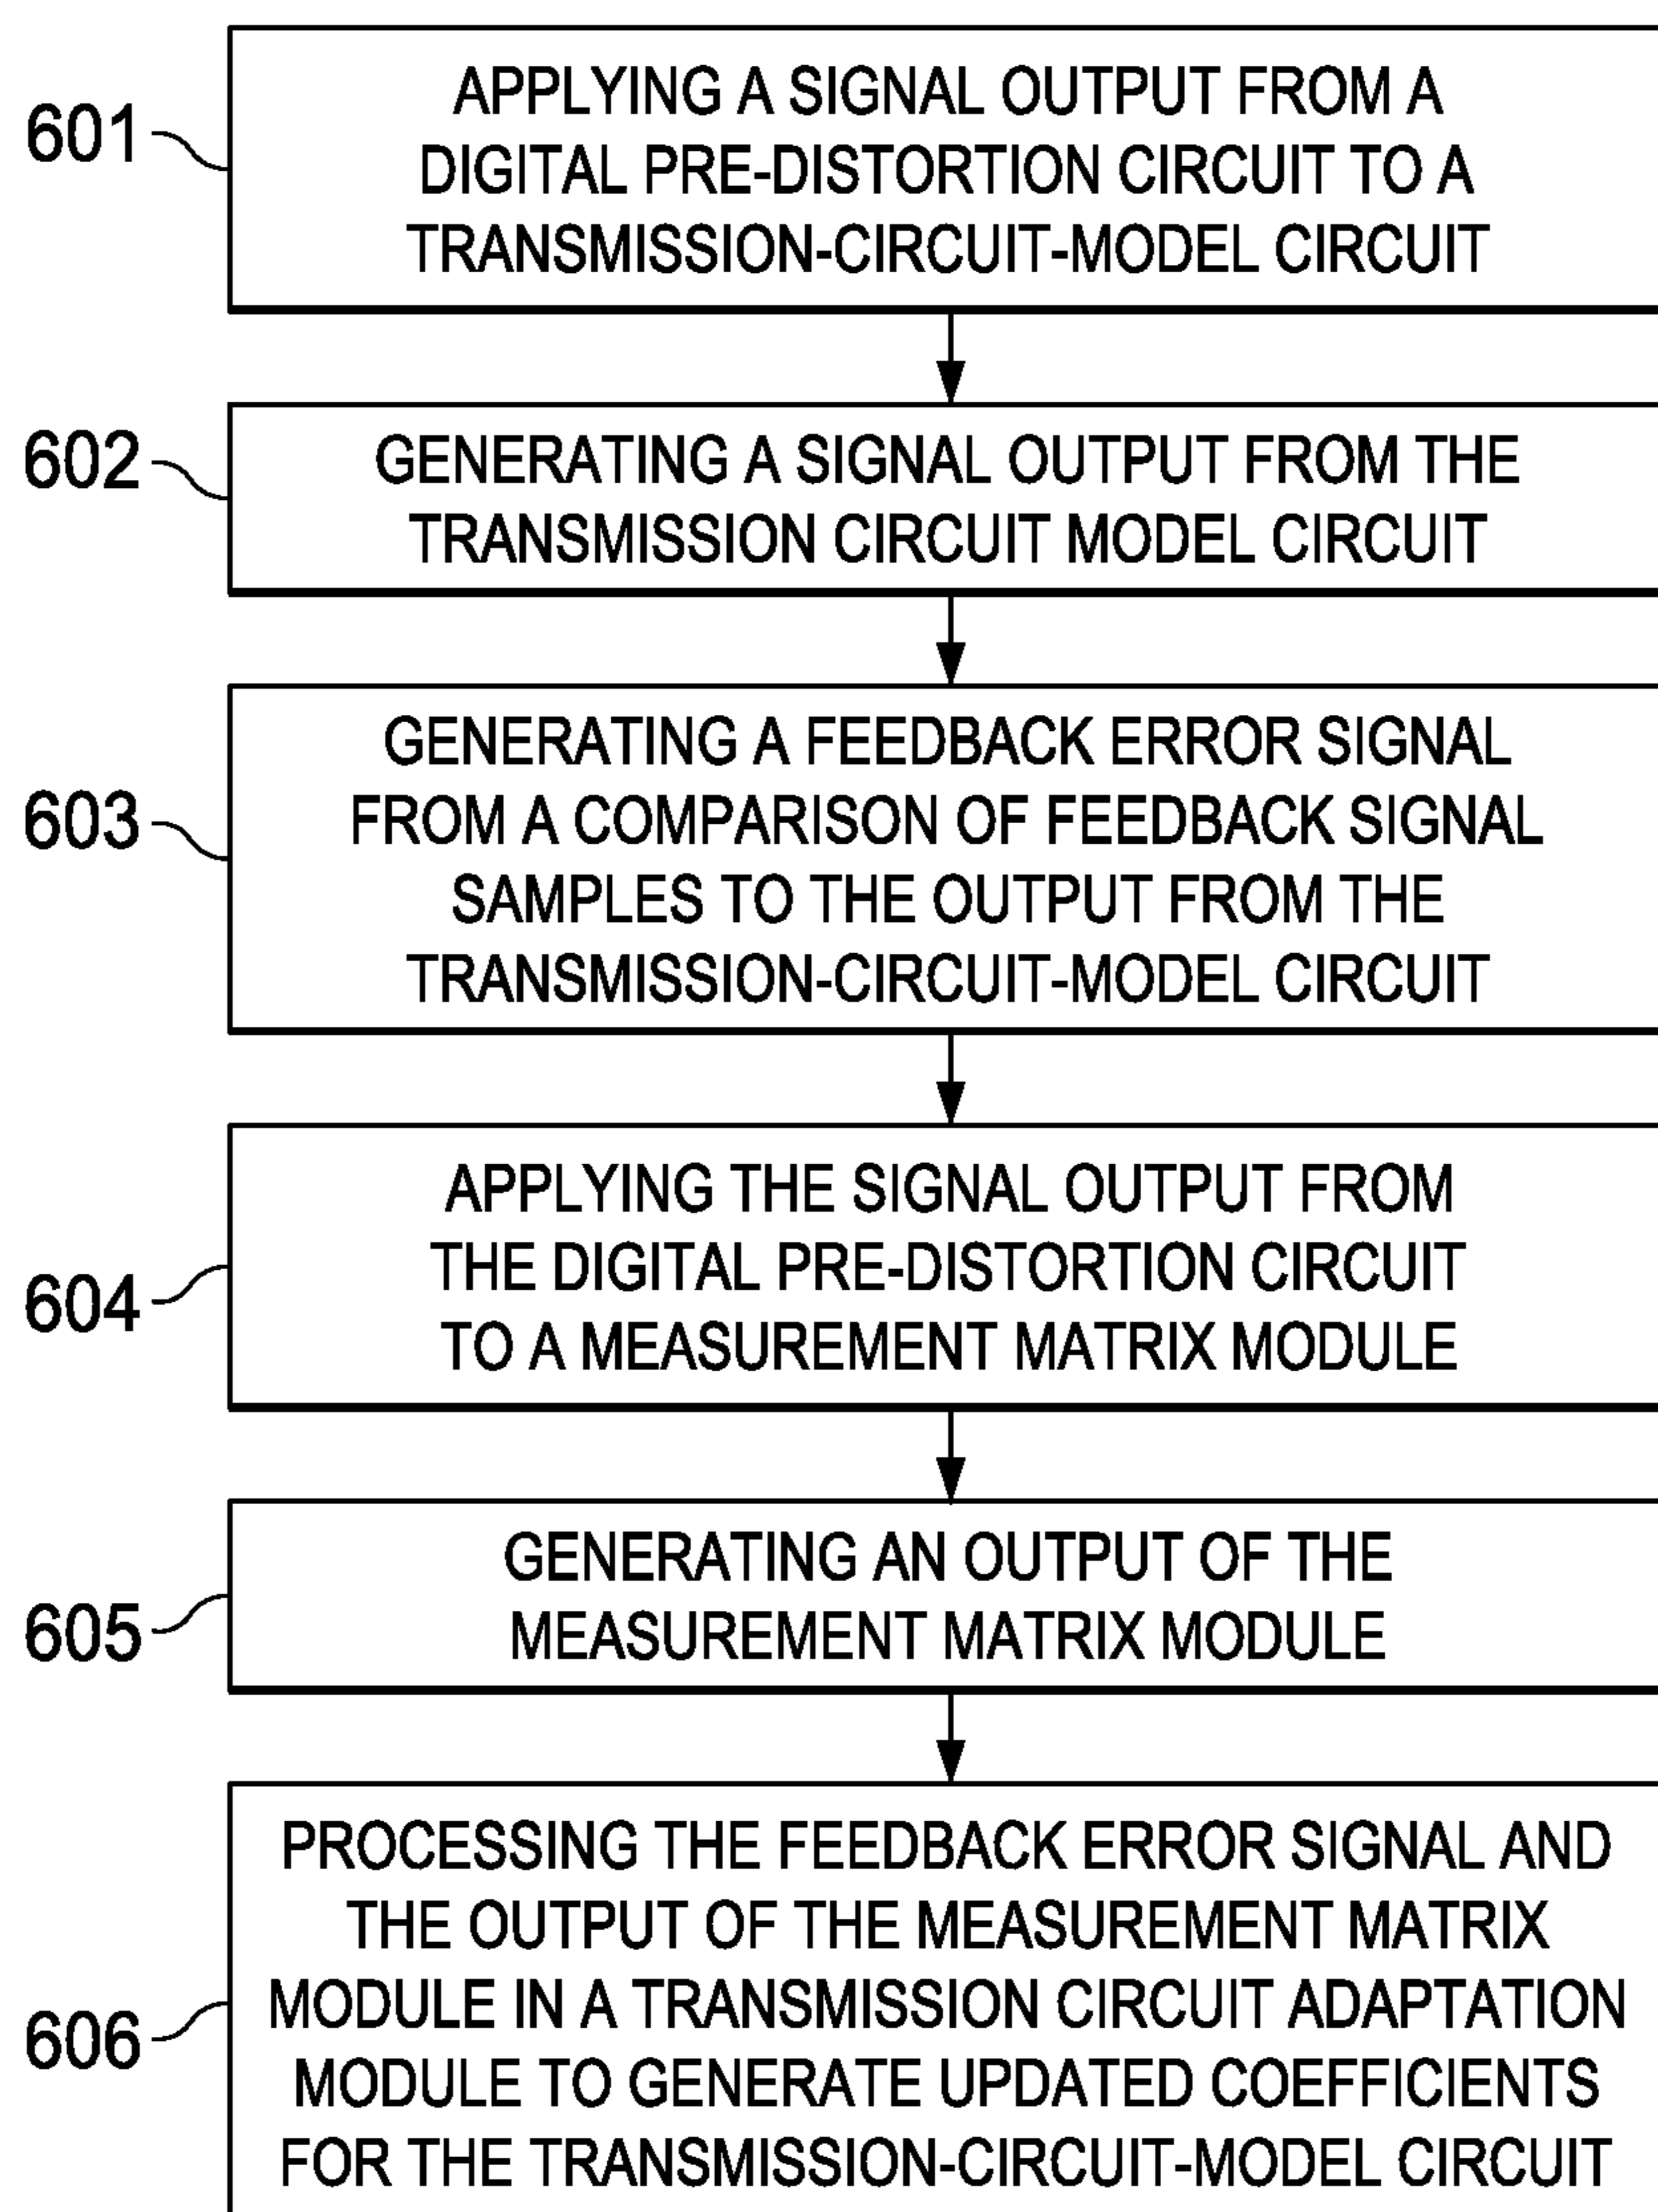 601
APPLYING A SIGNAL OUTPUT FROM A
DIGITAL PRE-DISTORTION CIRCUIT TO A
TRANSMISSION-CIRCUIT-MODEL CIRCUIT
602
GENERATING A SIGNAL OUTPUT FROM THE
TRANSMISSION CIRCUIT MODEL CIRCUIT
603
GENERATING A FEEDBACK ERROR SIGNAL
FROM A COMPARISON OF FEEDBACK SIGNAL
SAMPLES TO THE OUTPUT FROM THE
TRANSMISSION-CIRCUIT-MODEL CIRCUIT
604
APPLYING THE SIGNAL OUTPUT FROM
THE DIGITAL PRE-DISTORTION CIRCUIT
TO A MEASUREMENT MATRIX MODULE
605
GENERATING AN OUTPUT OF THE
MEASUREMENT MATRIX MODULE
606
PROCESSING THE FEEDBACK ERROR SIGNAL AND
THE OUTPUT OF THE MEASUREMENT MATRIX
MODULE IN A TRANSMISSION CIRCUIT ADAPTATION
MODULE TO GENERATE UPDATED COEFFICIENTS
FOR THE TRANSMISSION-CIRCUIT-MODEL CIRCUIT